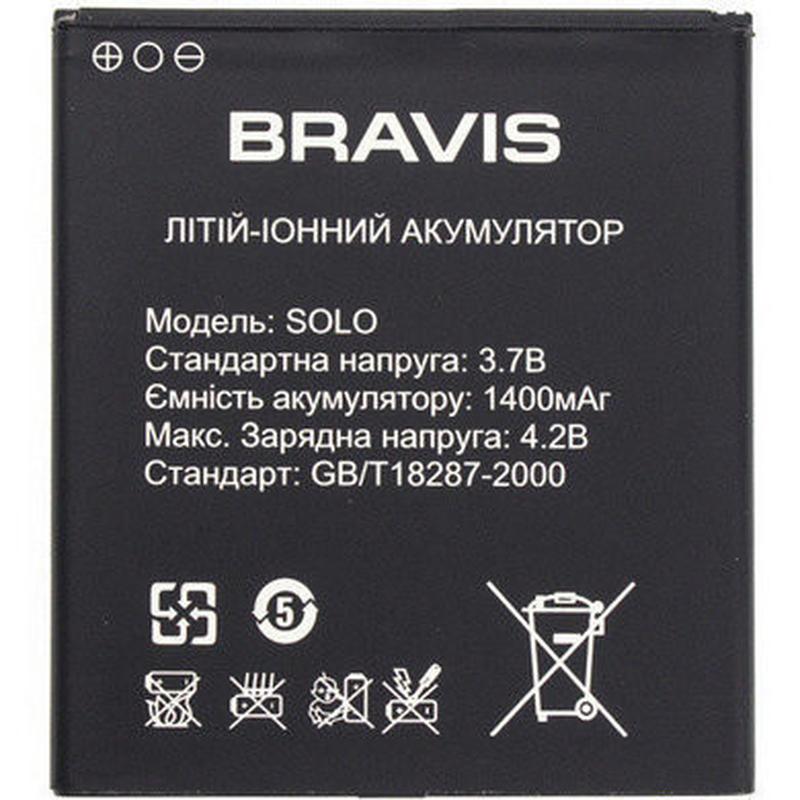 BRAVIS
ЛІТІЙ-ІОННИЙ АКУМУЛЯТОР
Модель: SOLO
Стандартна напруга: 3.7В
Ємність акумулятору: 1400мАг
Макс. Зарядна напруга: 4.2В
Стандарт: GB/T18287-2000
5